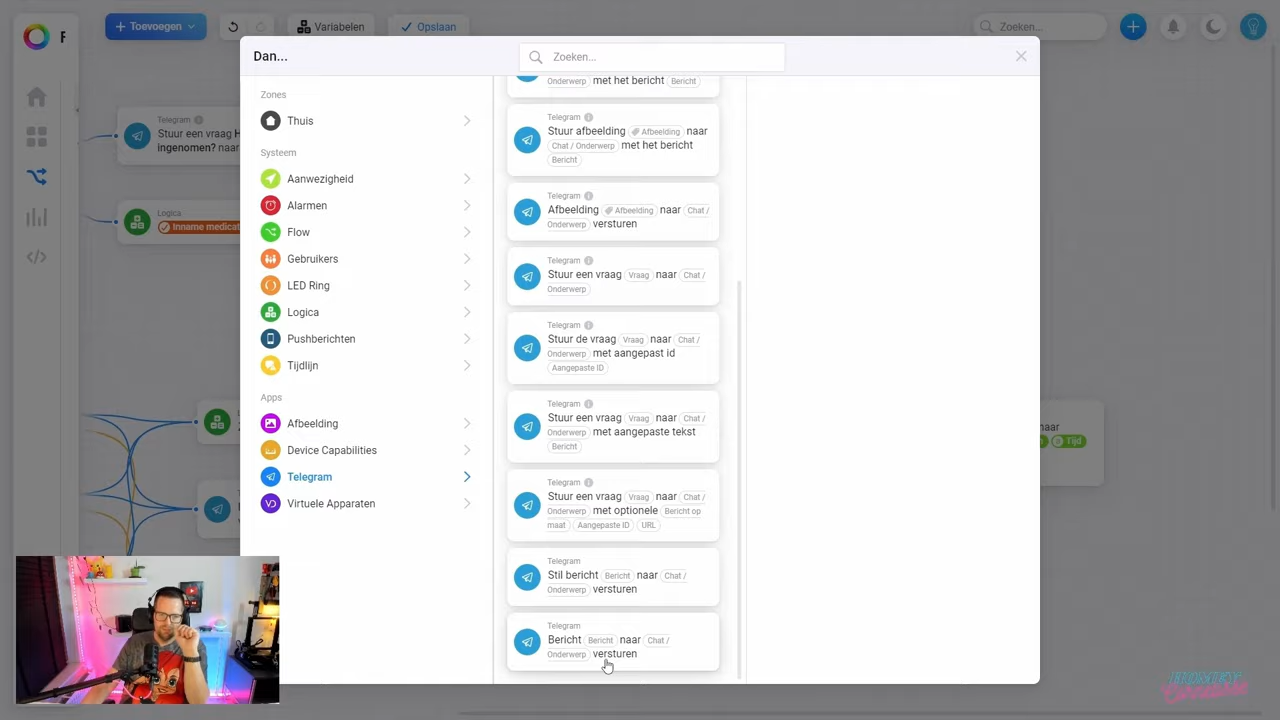 Toevoegen
Variabelen
Opslaan
Zoeken...
Dan...
Zoeken...
Zones
Thuis
Systeem
Aanwezigheid
Alarmen
Flow
Gebruikers
LED Ring
Logica
Pushberichten
Tijdlijn
Apps
Afbeelding
Device Capabilities
Telegram
Virtuele Apparaten
Telegram
Stuur een vraag
ingenomen? naar
Logica
Inname medicat
Onderwerp met het bericht Bericht
Telegram
Stuur afbeelding Afbeelding naar
Chat / Onderwerp met het bericht
Bericht
Telegram
Afbeelding Afbeelding naar Chat /
Onderwerp versturen
Telegram
Stuur een vraag Vraag naar Chat /
Onderwerp
Telegram
Stuur de vraag Vraag naar Chat /
Onderwerp met aangepast id
Aangepaste ID
Telegram
Stuur een vraag Vraag naar Chat /
Onderwerp met aangepaste tekst
Bericht
Telegram
Stuur een vraag Vraag naar Chat /
Onderwerp met optionele Bericht op
maat Aangepaste ID URL
Telegram
Stil bericht Bericht naar Chat /
Onderwerp versturen
Telegram
Bericht Bericht naar Chat /
Onderwerp versturen
naar
Tijd